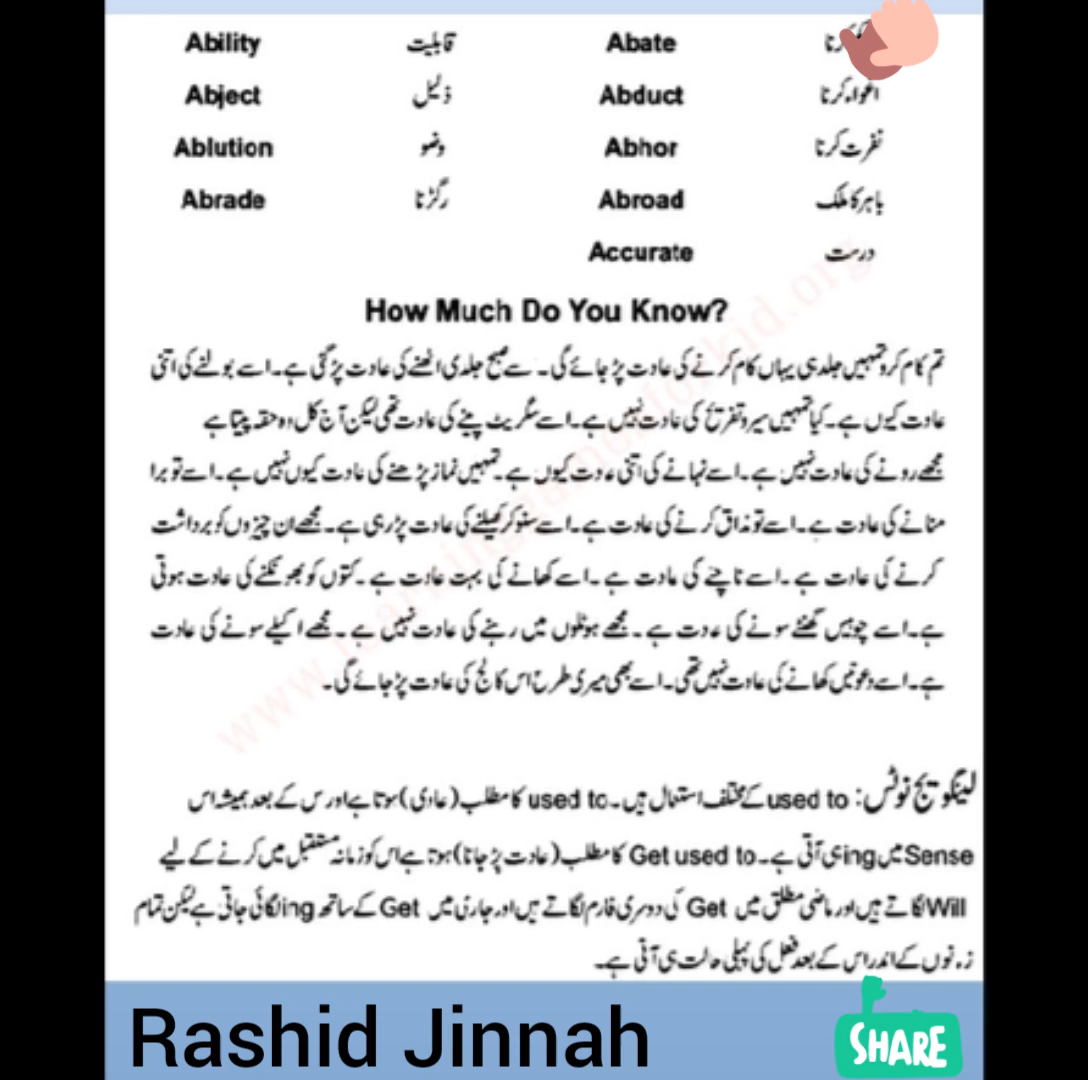 Ability قابلیت Abate کرنا
Abject ذلیل Abduct اغواء کرنا
Ablution وضو Abhor نفرت کرنا
Abrade رگڑنا Abroad باہر کا ملک
Accurate درست
How Much Do You Know?
تم کام کرو تمہیں جلد ہی یہاں کام کرنے کی عادت پڑ جائے گی۔ سے صبح جلدی اٹھنے کی عادت پڑ گئی ہے۔ اسے بولنے کی اتنی
عادت کیوں ہے۔ کیا تمہیں سیر و تفریح کی عادت نہیں ہے۔ اسے سگریٹ پینے کی عادت تھی لیکن آج کل وہ حقہ پیتا ہے
مجھے رونے کی عادت نہیں ہے۔ اسے نہانے کی اتنی عادت کیوں ہے۔ تمہیں نماز پڑھنے کی عادت کیوں نہیں ہے۔ اسے تو برا
منانے کی عادت ہے۔ اسے تو مذاق کرنے کی عادت ہے۔ اسے سنوکر کھیلنے کی عادت پڑ رہی ہے۔ مجھے ان چیزوں کو برداشت
کرنے کی عادت ہے۔ اسے ناچنے کی عادت ہے۔ اسے کھانے کی بہت عادت ہے۔ کتوں کو بھونکنے کی عادت ہوتی
ہے۔ اسے چوبیس گھنٹے سونے کی عادت ہے۔ مجھے ہوٹلوں میں رہنے کی عادت نہیں ہے۔ مجھے اکیلے سونے کی عادت
ہے۔ اسے دعوتیں کھانے کی عادت نہیں تھی۔ اسے بھی میری طرح اس کالج کی عادت پڑ جائے گی۔
لینگویج نوٹس: used to کے مختلف استعمال ہیں۔ used to کا مطلب (عادی) ہوتا ہے اور س کے بعد ہمیشہ اس
Sense میں ing ہی آتی ہے۔ Get used to کا مطلب (عادت پڑ جانا) ہوتا ہے اس کو زمانہ مستقبل میں کرنے کے لیے
Will لگاتے ہیں اور ماضی مطلق میں Get کی دوسری فارم لگاتے ہیں اور جاری میں Get کے ساتھ ing لگائی جاتی ہے لیکن تمام
زمانوں کے اندر اس کے بعد فعل کی پہلی حالت ہی آتی ہے۔
Rashid Jinnah
SHARE